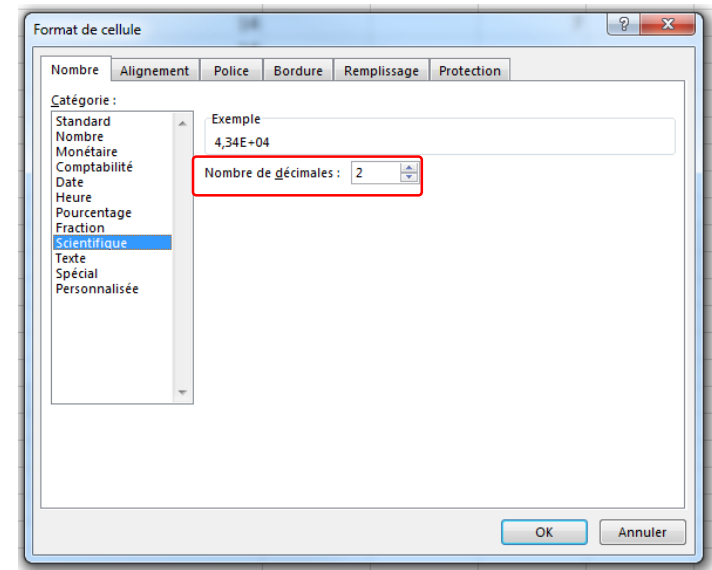 Format de cellule
Nombre Alignement Police Bordure Remplissage Protection
Catégorie :
Standard
Nombre
Monétaire
Comptabilité
Date
Heure
Pourcentage
Fraction
Scientifique
Texte
Spécial
Personnalisée
Exemple
4,34E+04
Nombre de décimales : 2
OK Annuler